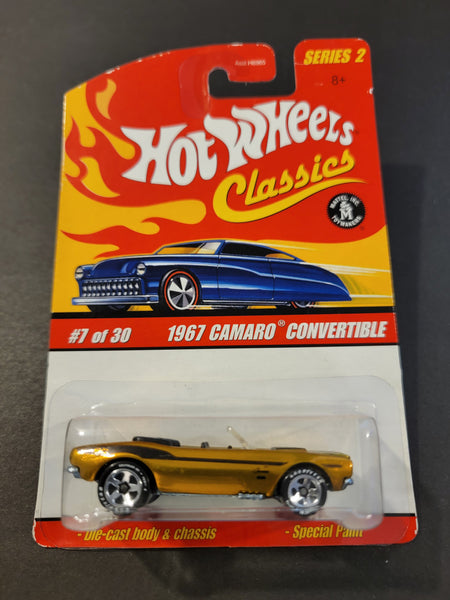 SERIES 2
8+
Hot Wheels
Classics
MATTEL, INC.
M
TOYMAKERS
#7 of 30
1967 CAMARO® CONVERTIBLE
- Die-cast body & chassis
- Special Paint